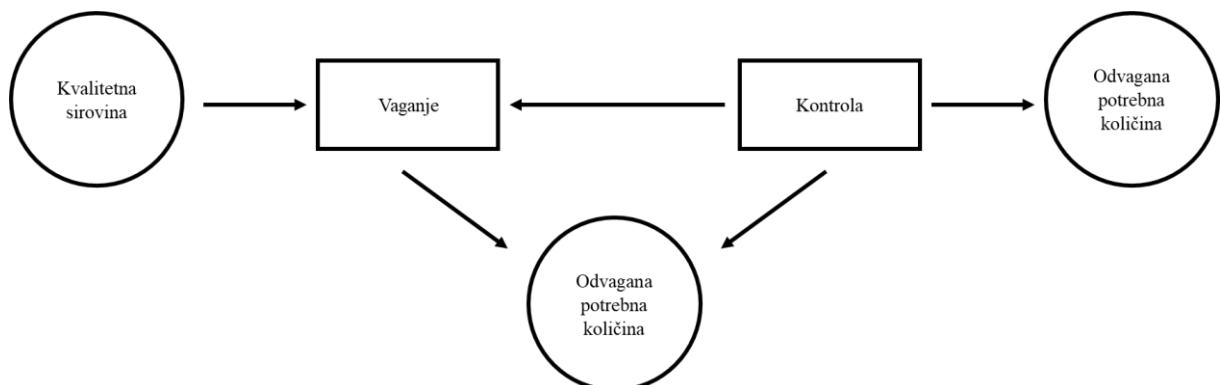 Kvalitetna
sirovina
Vaganje
Kontrola
Odvagana
potrebna
količina
Odvagana
potrebna
količina